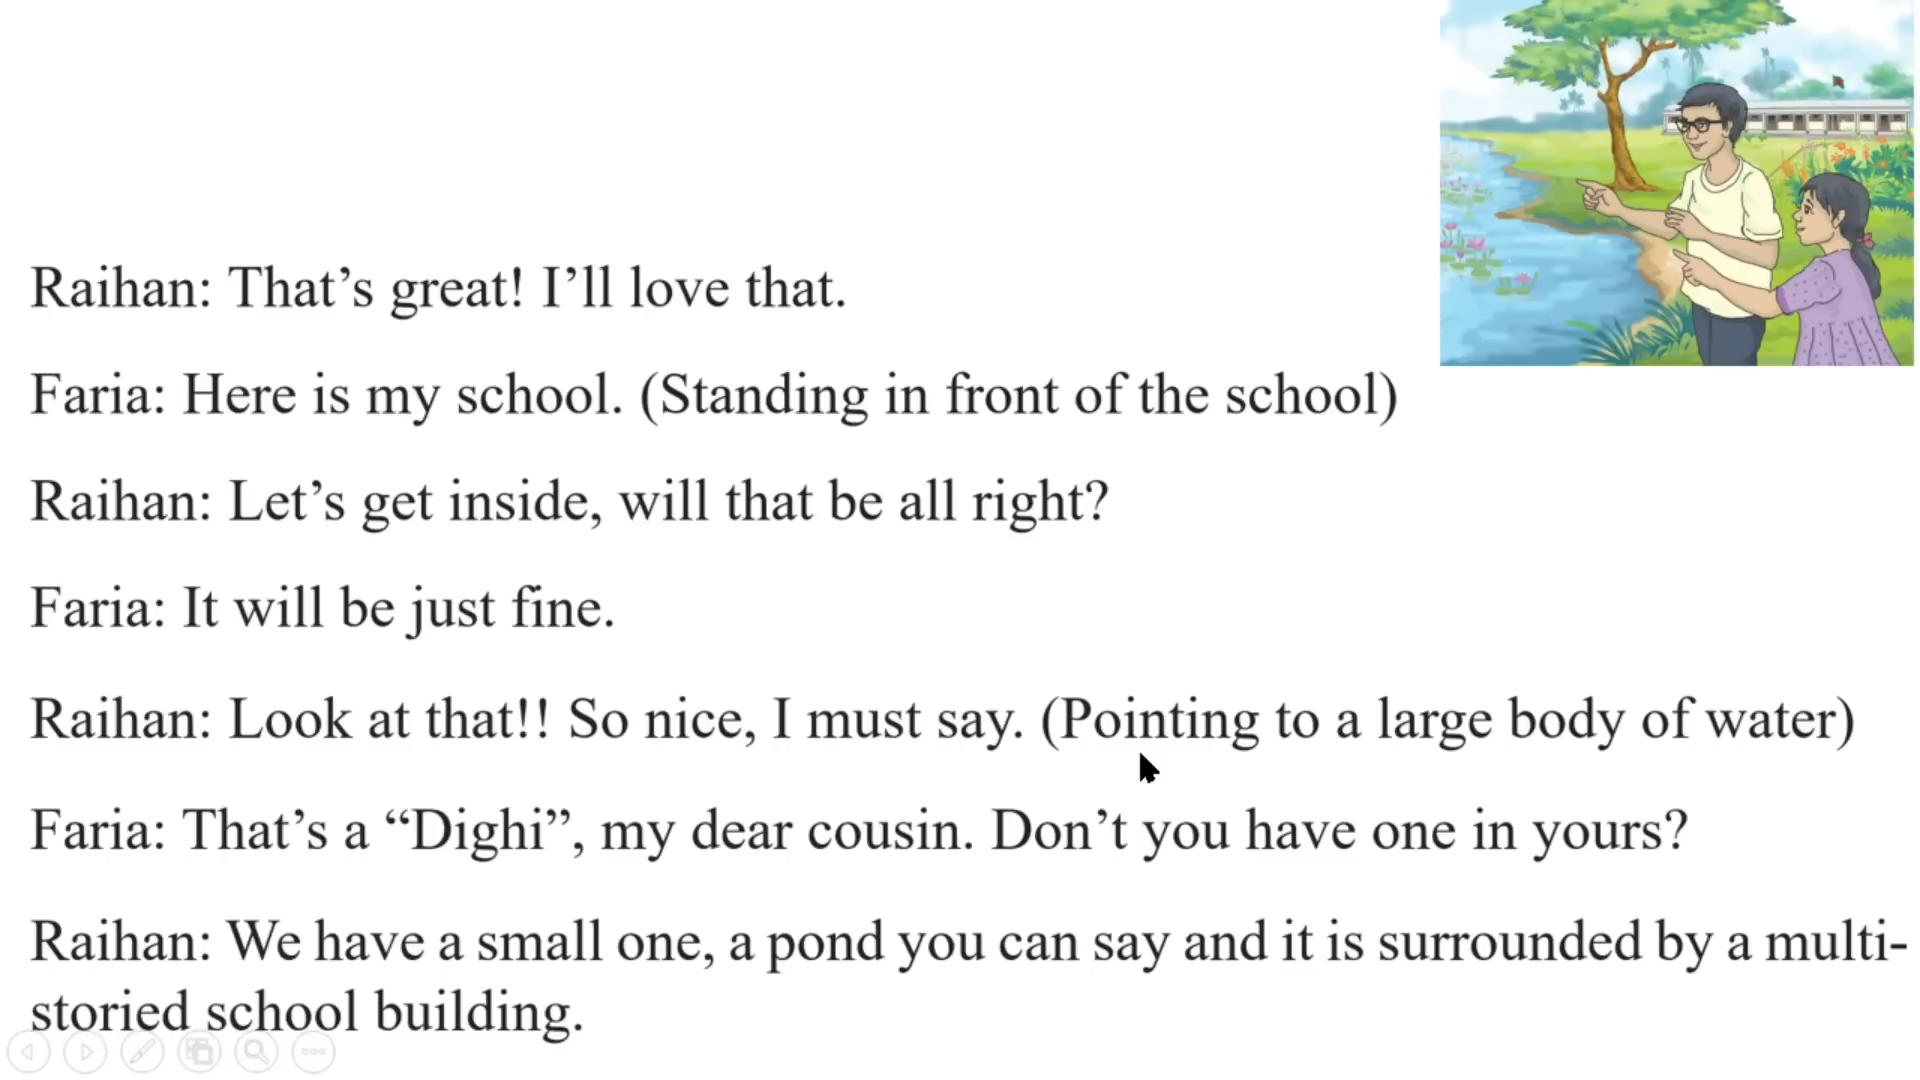 Raihan: That’s great! I’ll love that.
Faria: Here is my school. (Standing in front of the school)
Raihan: Let’s get inside, will that be all right?
Faria: It will be just fine.
Raihan: Look at that!! So nice, I must say. (Pointing to a large body of water)
Faria: That’s a “Dighi”, my dear cousin. Don’t you have one in yours?
Raihan: We have a small one, a pond you can say and it is surrounded by a multi-
storied school building.